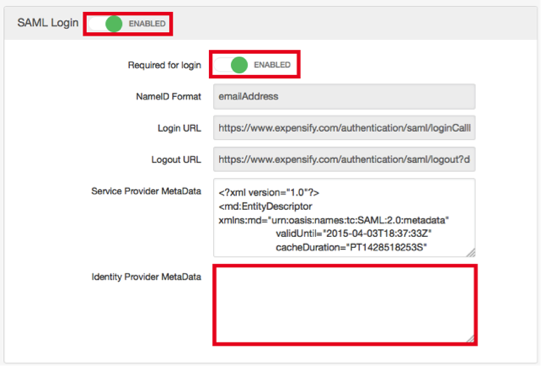 SAML Login ENABLED
Required for login ENABLED
NameID Format emailAddress
Login URL https://www.expensify.com/authentication/saml/loginCalll
Logout URL https://www.expensify.com/authentication/saml/logout?d
Service Provider MetaData <?xml version="1.0"?>
<md:EntityDescriptor
xmlns:md="urn:oasis:names:tc:SAML:2.0:metadata"
validUntil="2015-04-03T18:37:33Z"
cacheDuration="PT1428518253S"
Identity Provider MetaData